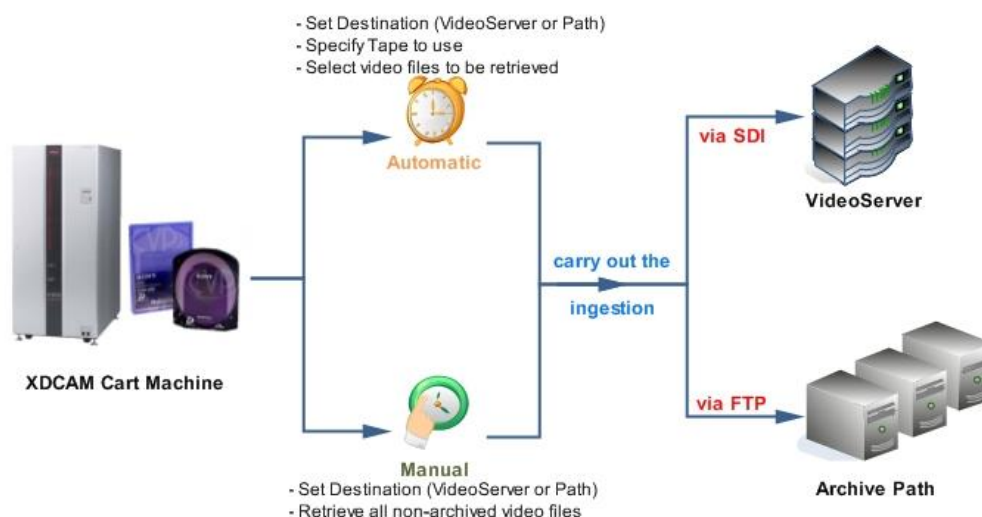 - Set Destination (VideoServer or Path)
- Specify Tape to use
- Select video files to be retrieved
Automatic
via SDI
VideoServer
carry out the
ingestion
XDCAM Cart Machine
via FTP
Manual
- Set Destination (VideoServer or Path)
- Retrieve all non-archived video files
Archive Path